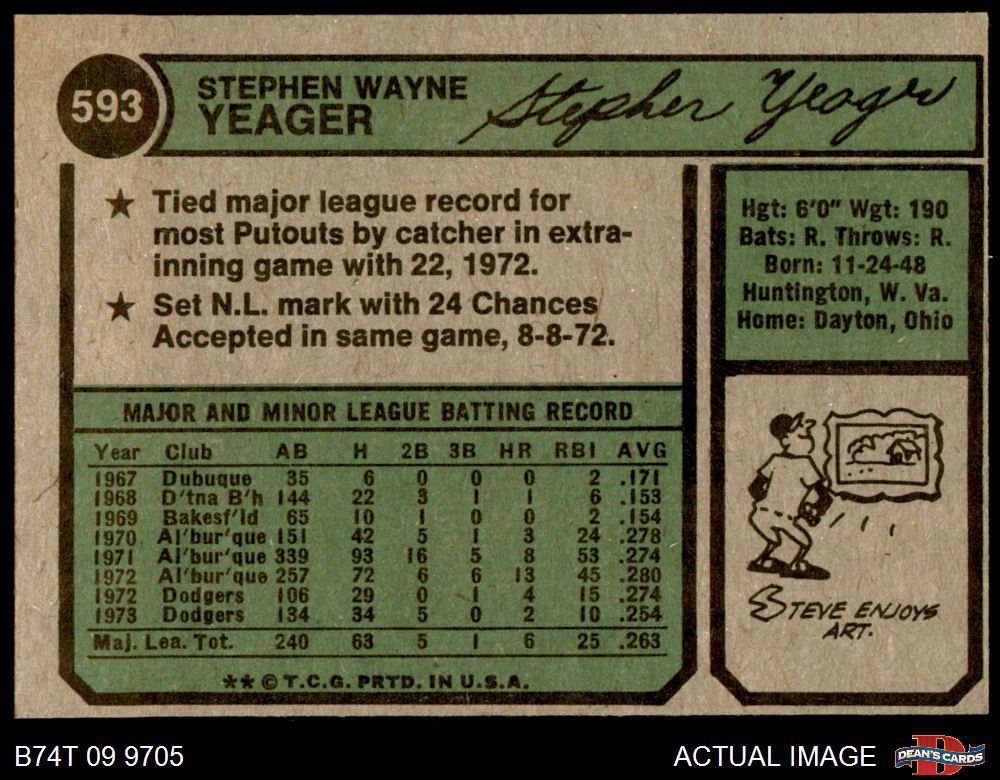 593
STEPHEN WAYNE
YEAGER
Stephen Yeager
★ Tied major league record for
most Putouts by catcher in extra-
inning game with 22, 1972.
★ Set N.L. mark with 24 Chances
Accepted in same game, 8-8-72.
Hgt: 6'0" Wgt: 190
Bats: R. Throws: R.
Born: 11-24-48
Huntington, W. Va.
Home: Dayton, Ohio
MAJOR AND MINOR LEAGUE BATTING RECORD
Year Club AB H 2B 3B HR RBI AVG
1967 Dubuque 35 6 0 0 0 2 .171
1968 D'tna B'h 144 22 3 1 1 6 .153
1969 Bakesf'ld 65 10 1 0 0 2 .154
1970 Al'bur'que 151 42 5 1 3 24 .278
1971 Al'bur'que 339 93 16 5 8 53 .274
1972 Al'bur'que 257 72 6 6 13 45 .280
1972 Dodgers 106 29 0 1 4 15 .274
1973 Dodgers 134 34 5 0 2 10 .254
Maj. Lea. Tot. 240 63 5 1 6 25 .263
**© T.C.G. PRTD. IN U.S.A.
STEVE ENJOYS
ART.
B74T 09 9705
ACTUAL IMAGE
D
DEAN'S CARDS